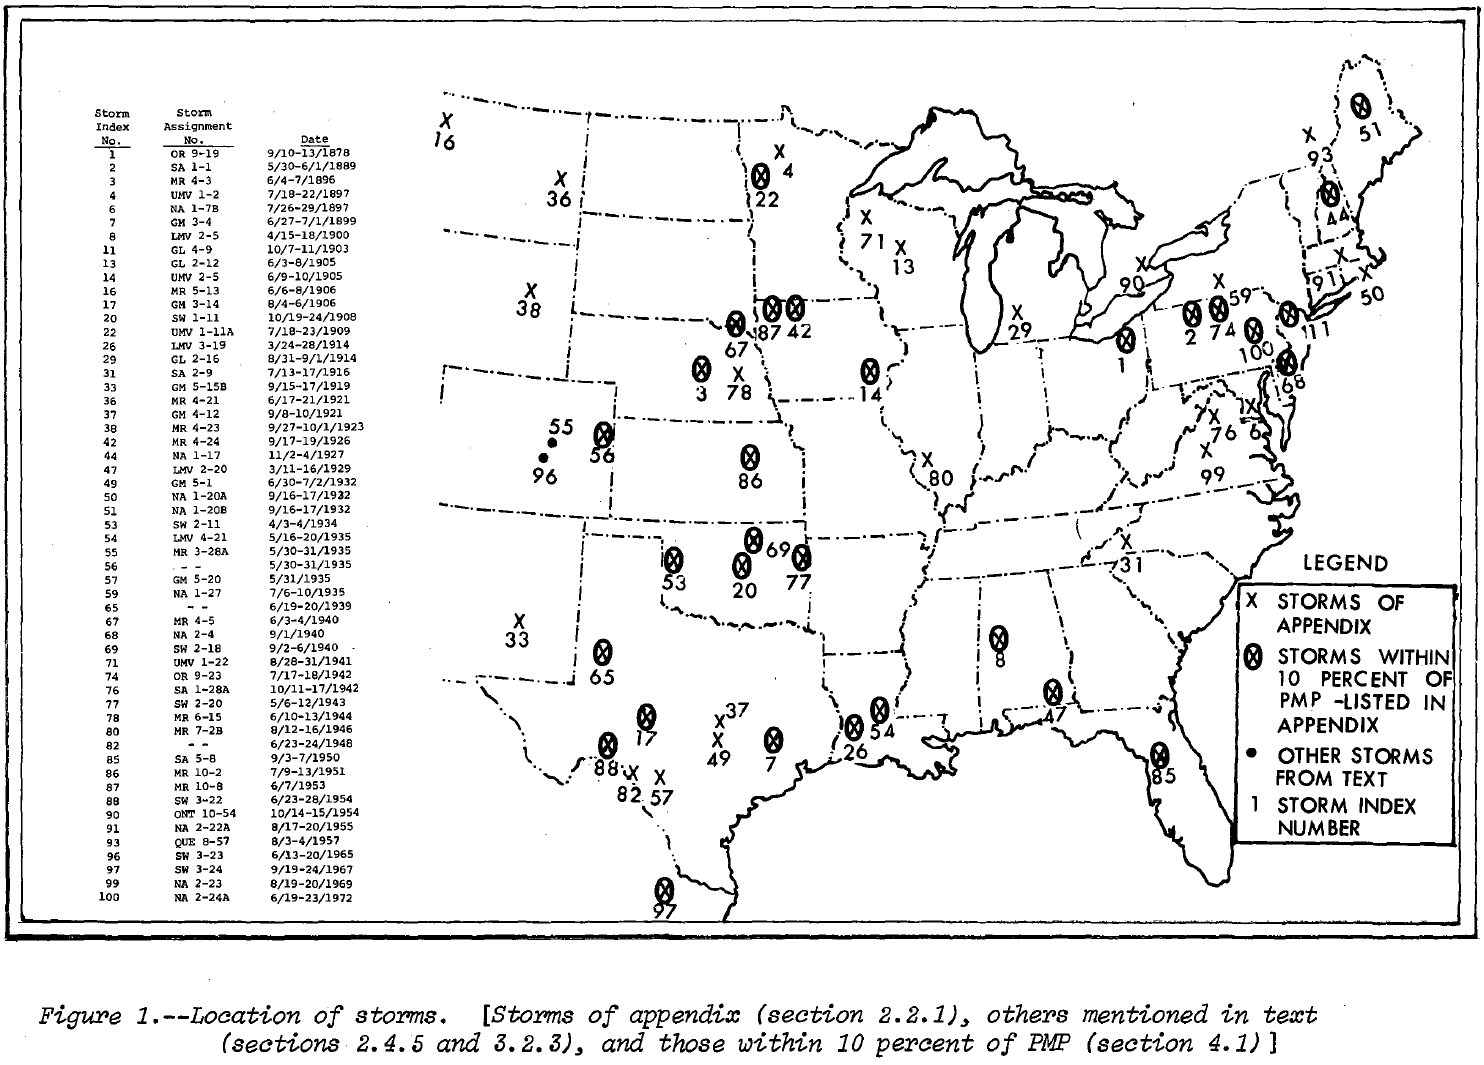 Storm Storm
Index Assignment
No. No. Date
1 OR 9-19 9/10-13/1878
2 SA 1-1 5/30-6/1/1889
3 MR 4-3 6/4-7/1896
4 UMV 1-2 7/18-22/1897
6 NA 1-7B 7/26-29/1897
7 GM 3-4 6/27-7/1/1899
8 LMV 2-5 4/15-18/1900
11 GL 4-9 10/7-11/1903
13 GL 2-12 6/3-8/1905
14 UMV 2-5 6/9-10/1905
16 MR 5-13 6/6-8/1906
17 GM 3-14 8/4-6/1906
20 SW 1-11 10/19-24/1908
22 UMV 1-11A 7/18-23/1909
26 LMV 3-19 3/24-28/1914
29 GL 2-16 8/31-9/1/1914
31 SA 2-9 7/13-17/1916
33 GM 5-15B 9/15-17/1919
36 MR 4-21 6/17-21/1921
37 GM 4-12 9/8-10/1921
38 MR 4-23 9/27-10/1/1923
42 MR 4-24 9/17-19/1926
44 NA 1-17 11/2-4/1927
47 LMV 2-20 3/11-16/1929
49 GM 5-1 6/30-7/2/1932
50 NA 1-20A 9/16-17/1932
51 NA 1-20B 9/16-17/1932
53 SW 2-11 4/3-4/1934
54 LMV 4-21 5/16-20/1935
55 MR 3-28A 5/30-31/1935
56 - - 5/30-31/1935
57 GM 5-20 5/31/1935
59 NA 1-27 7/6-10/1935
65 - - 6/19-20/1939
67 MR 4-5 6/3-4/1940
68 NA 2-4 9/1/1940
69 SW 2-18 9/2-6/1940
71 UMV 1-22 8/28-31/1941
74 OR 9-23 7/17-18/1942
76 SA 1-28A 10/11-17/1942
77 SW 2-20 5/6-12/1943
78 MR 6-15 6/10-13/1944
80 MR 7-2B 8/12-16/1946
82 - - 6/23-24/1948
85 SA 5-8 9/3-7/1950
86 MR 10-2 7/9-13/1951
87 MR 10-8 6/7/1953
88 SW 3-22 6/23-28/1954
90 ONT 10-54 10/14-15/1954
91 NA 2-22A 8/17-20/1955
93 QUE 8-57 8/3-4/1957
96 SW 3-23 6/13-20/1965
97 SW 3-24 9/19-24/1967
99 NA 2-23 8/19-20/1969
100 NA 2-24A 6/19-23/1972
51
16
93
4
36
22
44
71
13
91
90
50
59
38
29
87 42
2 74
11
67
100
1
3 78
14
68
55
76 6
56
96
86
80
99
69
31
53
20
77
33
8
65
37
47
17
54
49
26
7
88
82 57
85
97
LEGEND
X STORMS OF
APPENDIX
STORMS WITHIN
10 PERCENT OF
PMP -LISTED IN
APPENDIX
OTHER STORMS
FROM TEXT
1 STORM INDEX
NUMBER
Figure 1.--Location of storms. [Storms of appendix (section 2.2.1), others mentioned in text
(sections 2.4.5 and 3.2.3), and those within 10 percent of PMP (section 4.1)]